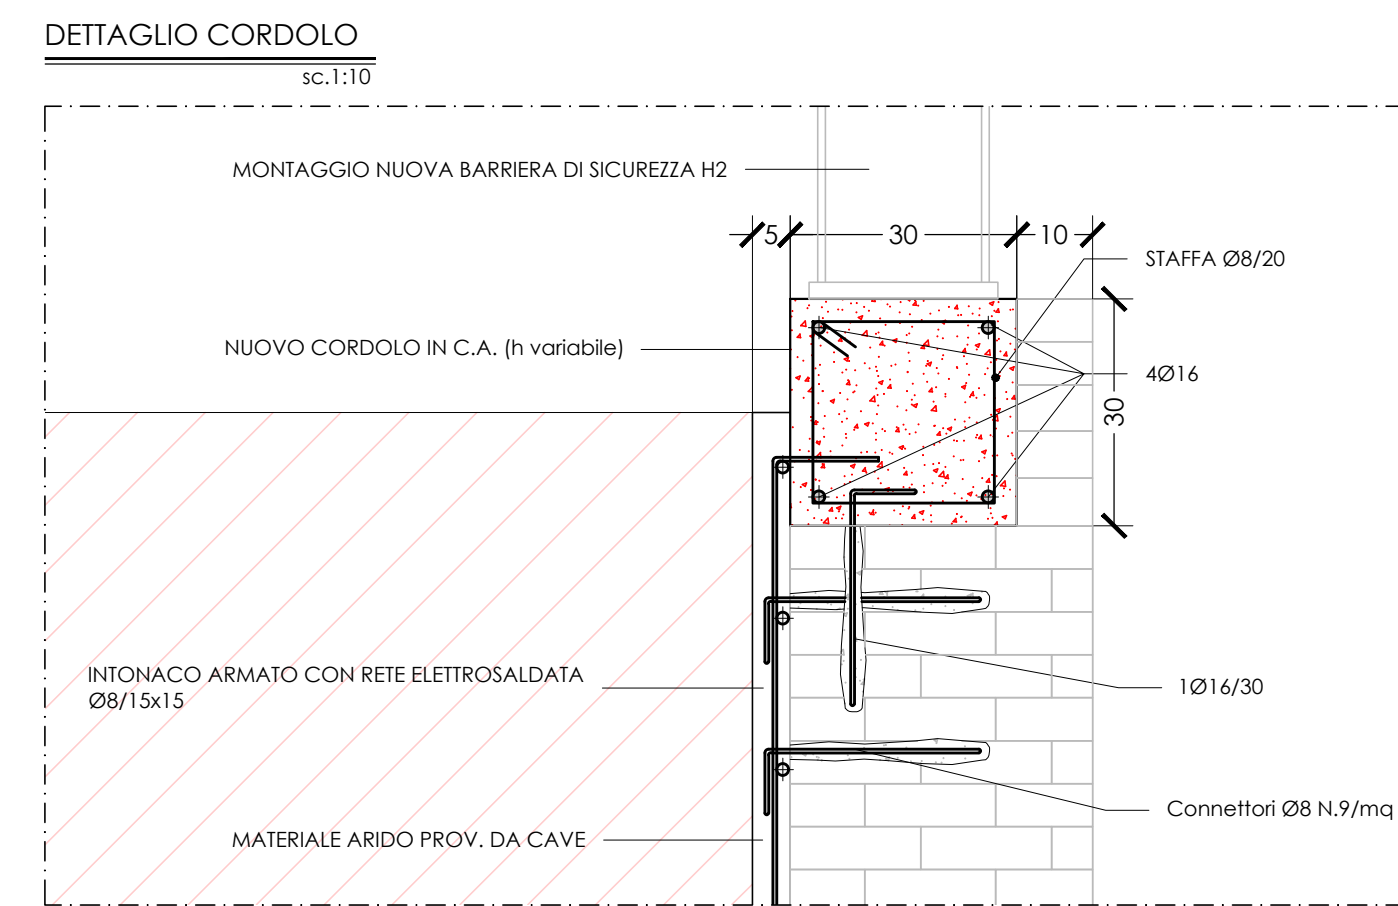 DETTAGLIO CORDOLO
sc.1:10
MONTAGGIO NUOVA BARRIERA DI SICUREZZA H2
5
30
10
STAFFA Ø8/20
NUOVO CORDOLO IN C.A. (h variabile)
4Ø16
30
INTONACO ARMATO CON RETE ELETTROSALDATA
Ø8/15x15
1Ø16/30
Connettori Ø8 N.9/mq
MATERIALE ARIDO PROV. DA CAVE